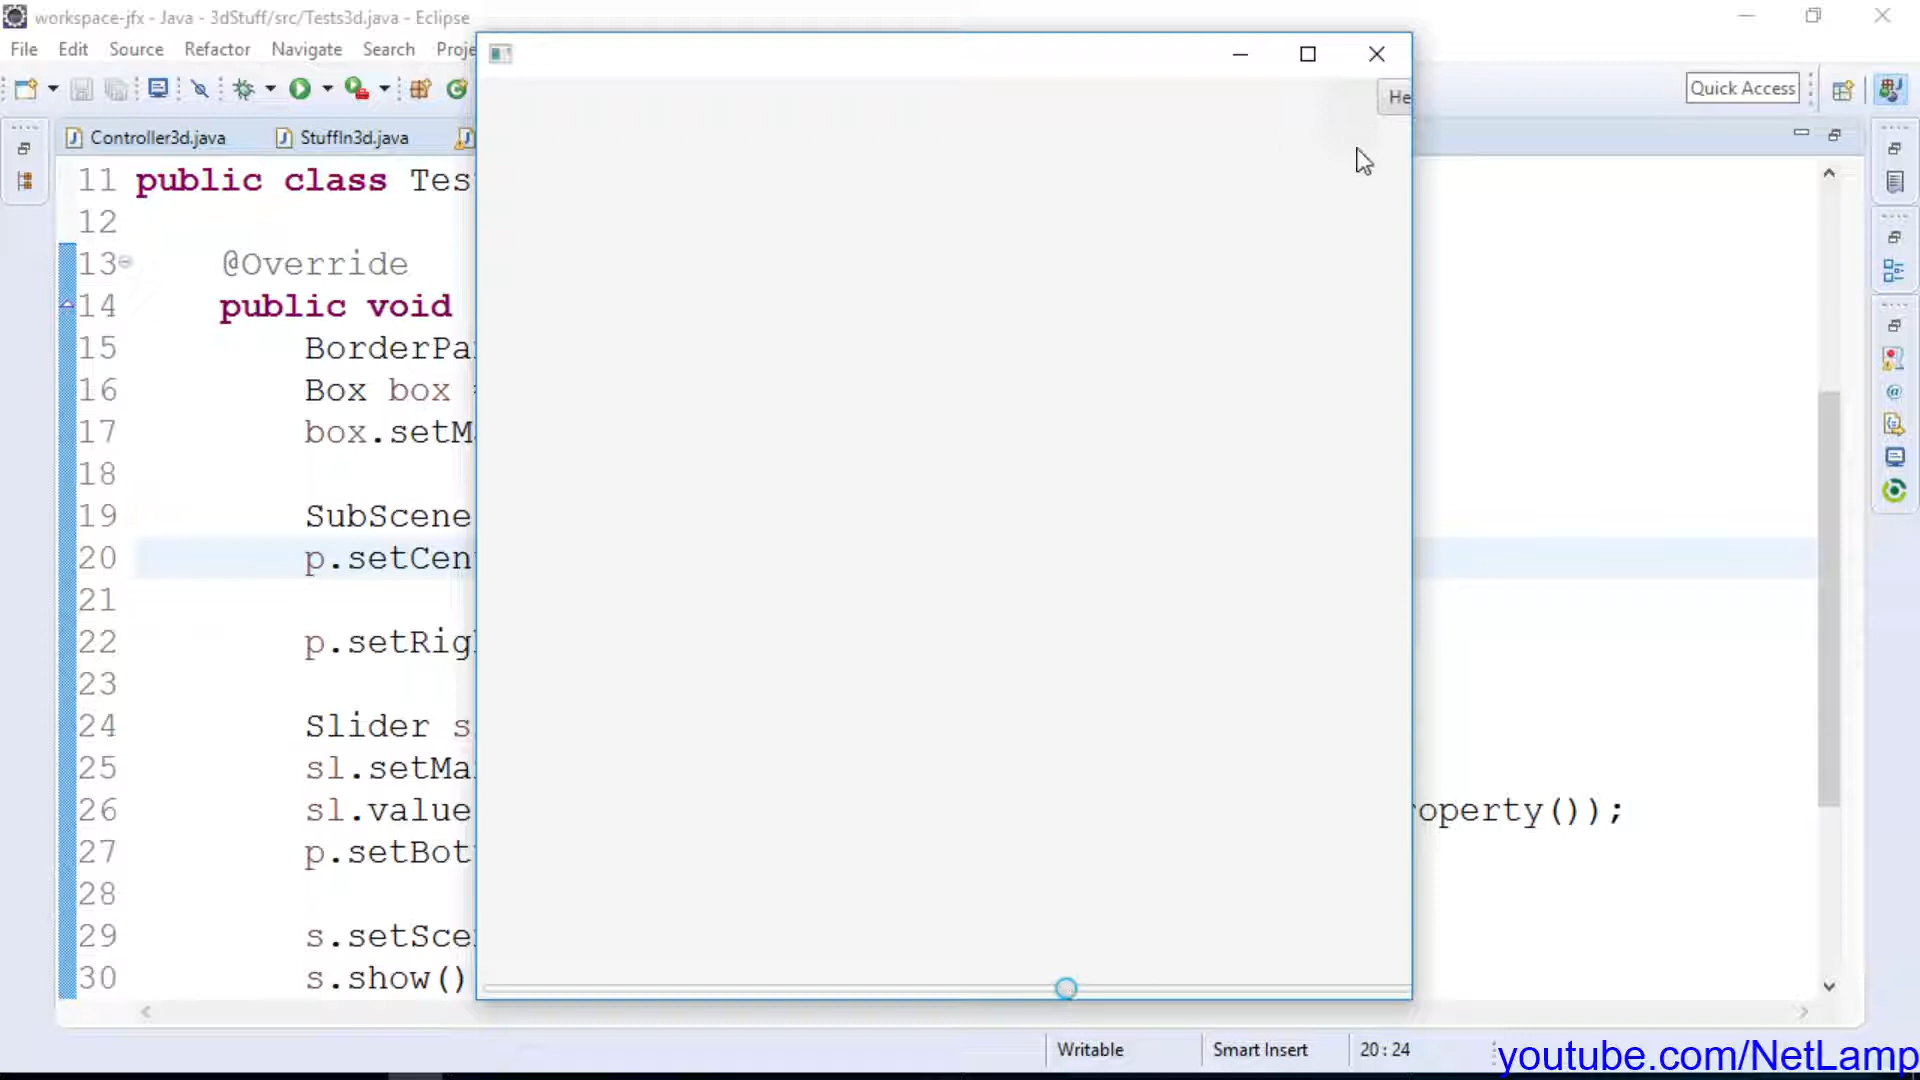 workspace-jfx - Java - 3dStuff/src/Tests3d.java - Eclipse
File Edit Source Refactor Navigate Search Proje
Quick Access
Controller3d.java StuffIn3d.java
He
11 public class Tes
12
13 @Override
14 public void
15 BorderPa
16 Box box =
17 box.setM
18
19 SubScene
20 p.setCen
21
22 p.setRig
23
24 Slider s
25 sl.setMa
26 sl.value roperty());
27 p.setBot
28
29 s.setSce
30 s.show()
Writable Smart Insert 20 : 24
youtube.com/NetLamp